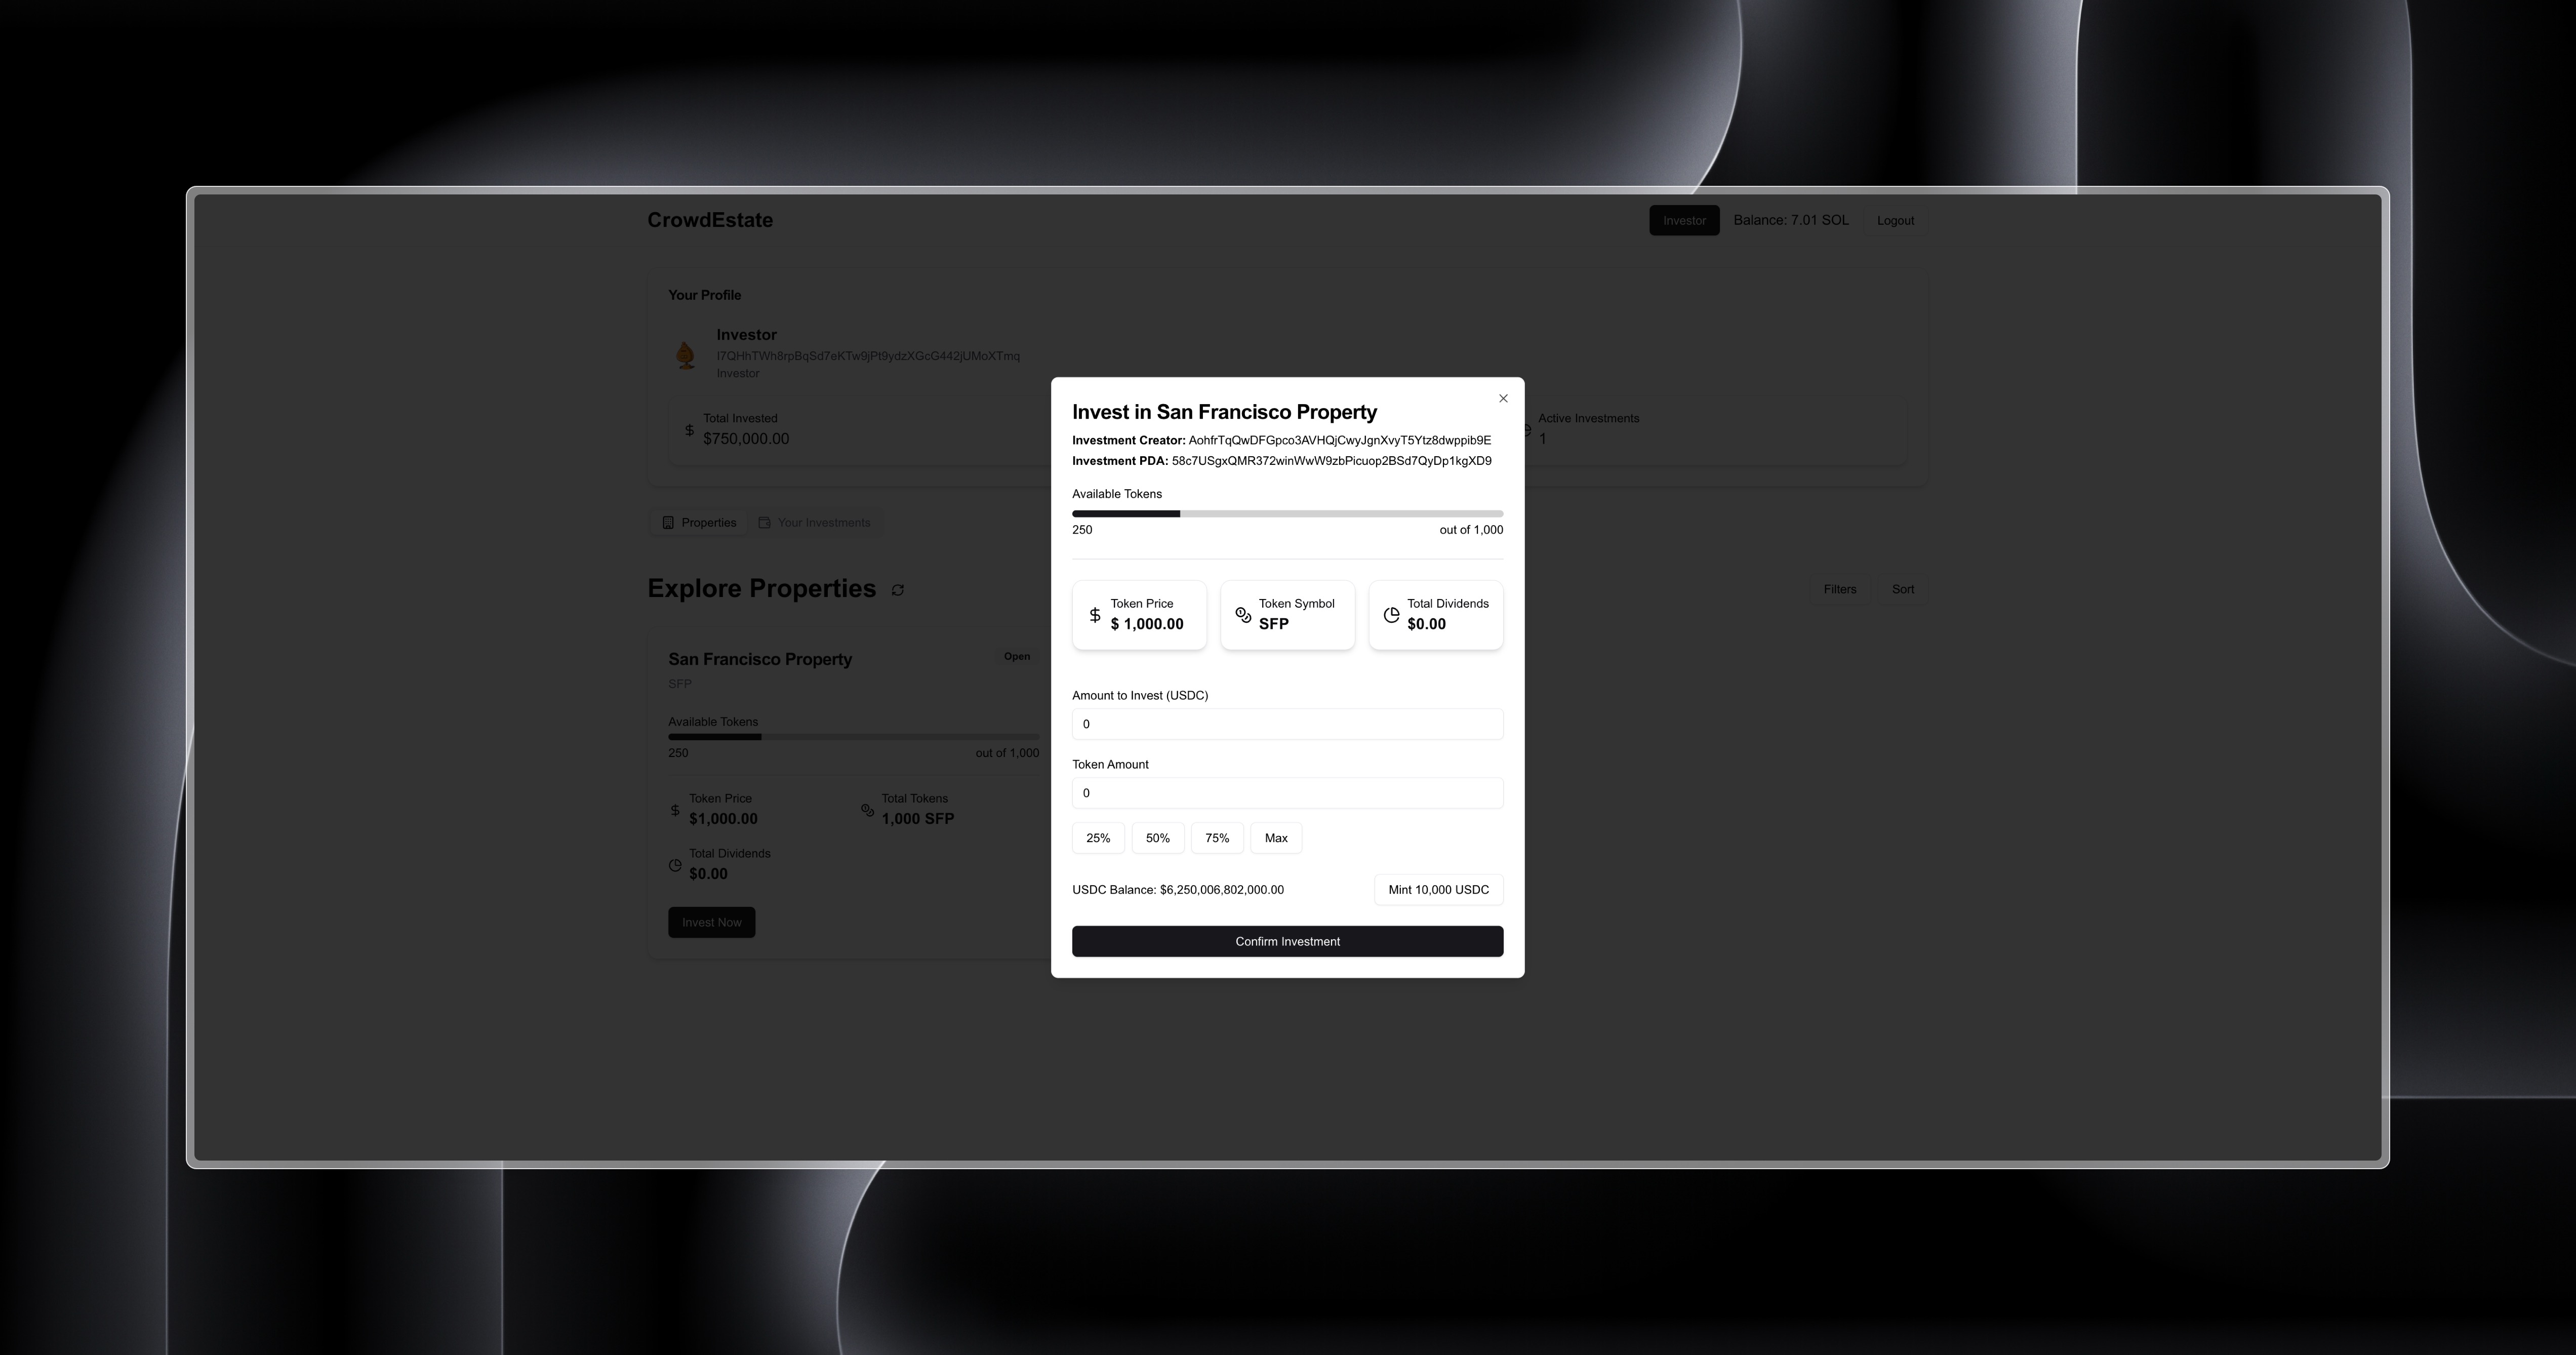 CrowdEstate
Investor
Balance: 7.01 SOL
Logout
Your Profile
Investor
I7QHhTWh8rpBqSd7eKTw9jPt9ydzXGcG442jUMoXTmq
Investor
Total Invested
$750,000.00
Active Investments
1
Properties
Your Investments
Explore Properties
Filters
Sort
San Francisco Property
Open
SFP
Available Tokens
250
out of 1,000
Token Price
$1,000.00
Total Tokens
1,000 SFP
Total Dividends
$0.00
Invest Now
Invest in San Francisco Property
Investment Creator: AohfrTqQwDFGpco3AVHQjCwyJgnXvyT5Ytz8dwppib9E
Investment PDA: 58c7USgxQMR372winWwW9zbPicuop2BSd7QyDp1kgXD9
Available Tokens
250
out of 1,000
Token Price
$ 1,000.00
Token Symbol
SFP
Total Dividends
$0.00
Amount to Invest (USDC)
0
Token Amount
0
25%
50%
75%
Max
USDC Balance: $6,250,006,802,000.00
Mint 10,000 USDC
Confirm Investment